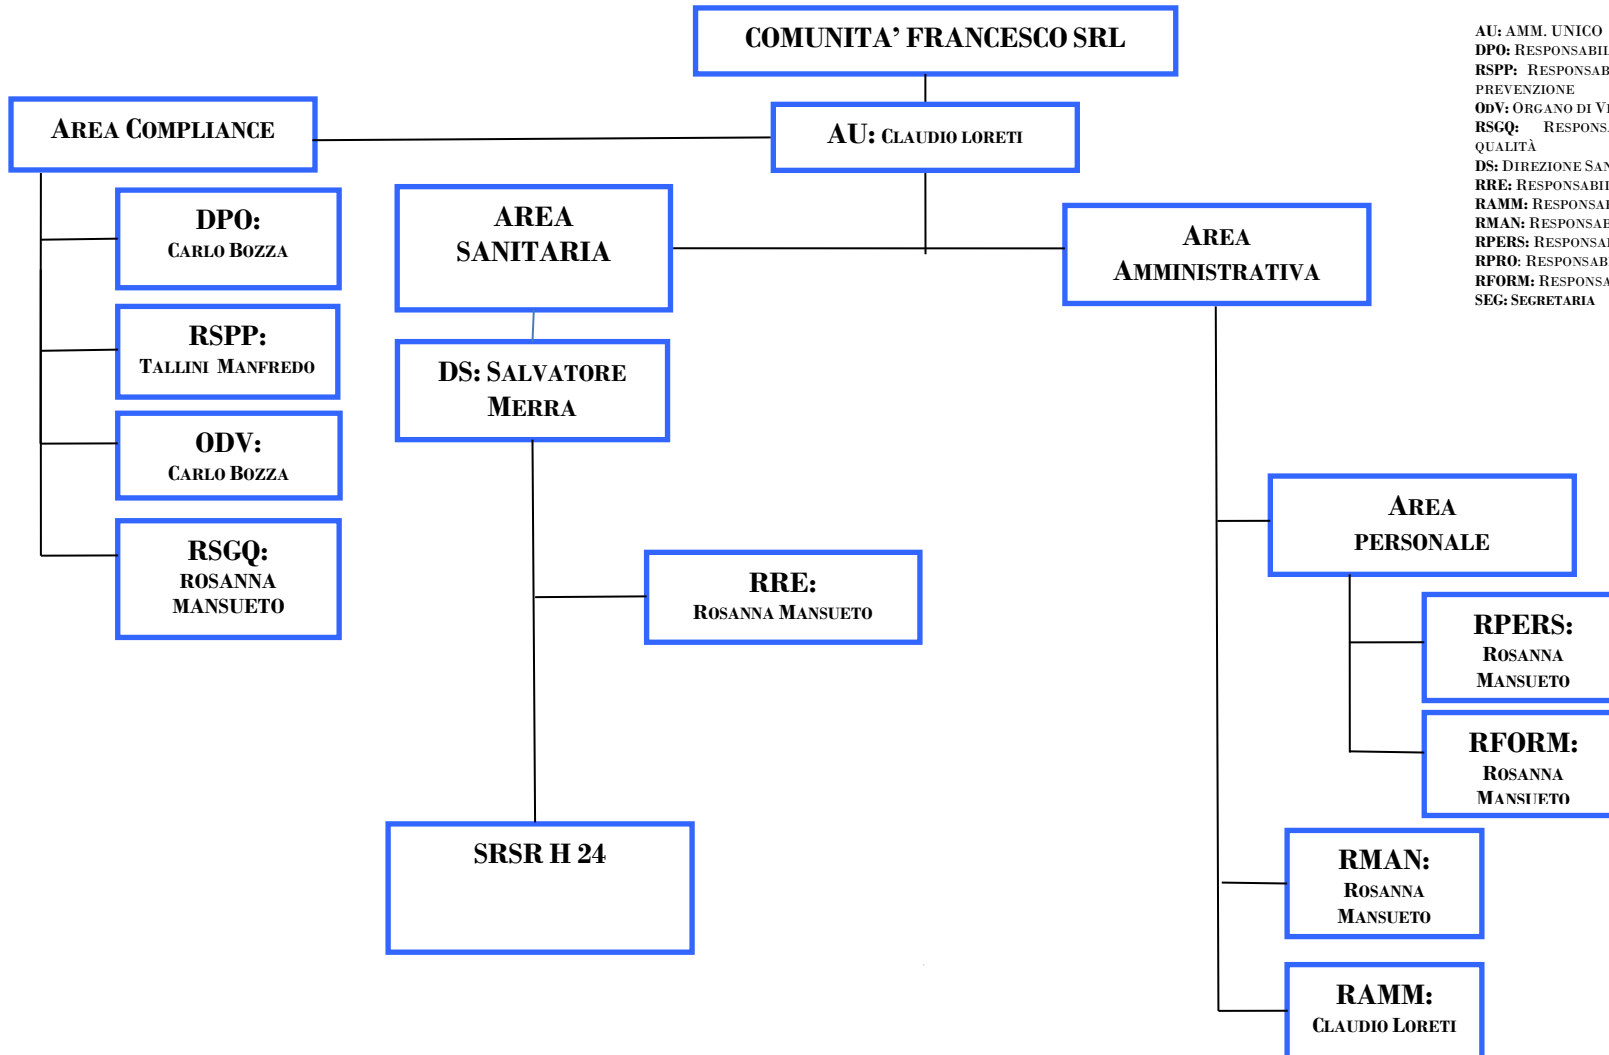 COMUNITA’ FRANCESCO SRL
AU: CLAUDIO LORETI
AREA COMPLIANCE
DPO:
CARLO BOZZA
RSPP:
TALLINI MANFREDO
ODV:
CARLO BOZZA
RSGQ:
ROSANNA
MANSUETO
AREA
SANITARIA
DS: SALVATORE
MERRA
RRE:
ROSANNA MANSUETO
SRSR H 24
AREA
AMMINISTRATIVA
AREA
PERSONALE
RPERS:
ROSANNA
MANSUETO
RFORM:
ROSANNA
MANSUETO
RMAN:
ROSANNA
MANSUETO
RAMM:
CLAUDIO LORETI
AU: AMM. UNICO
DPO:
RSPP:
PREVENZIONE
ODV: ORGANO DI
RSGQ:
QUALITÀ
DS: DIREZIONE
RRE:
RAMM:
RMAN:
RPERS:
RPRO:
RFORM:
SEG: SEGRETARIA